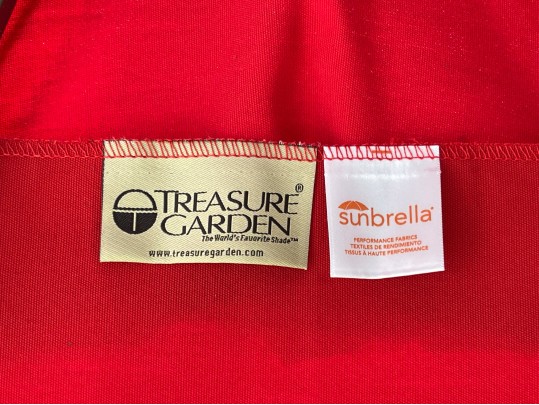 TREASURE®
GARDEN
The World's Favorite Shade™
www.treasuregarden.com
sunbrella®
PERFORMANCE FABRICS
TEXTILES DE RENDIMIENTO
TISSUS À HAUTE PERFORMANCE